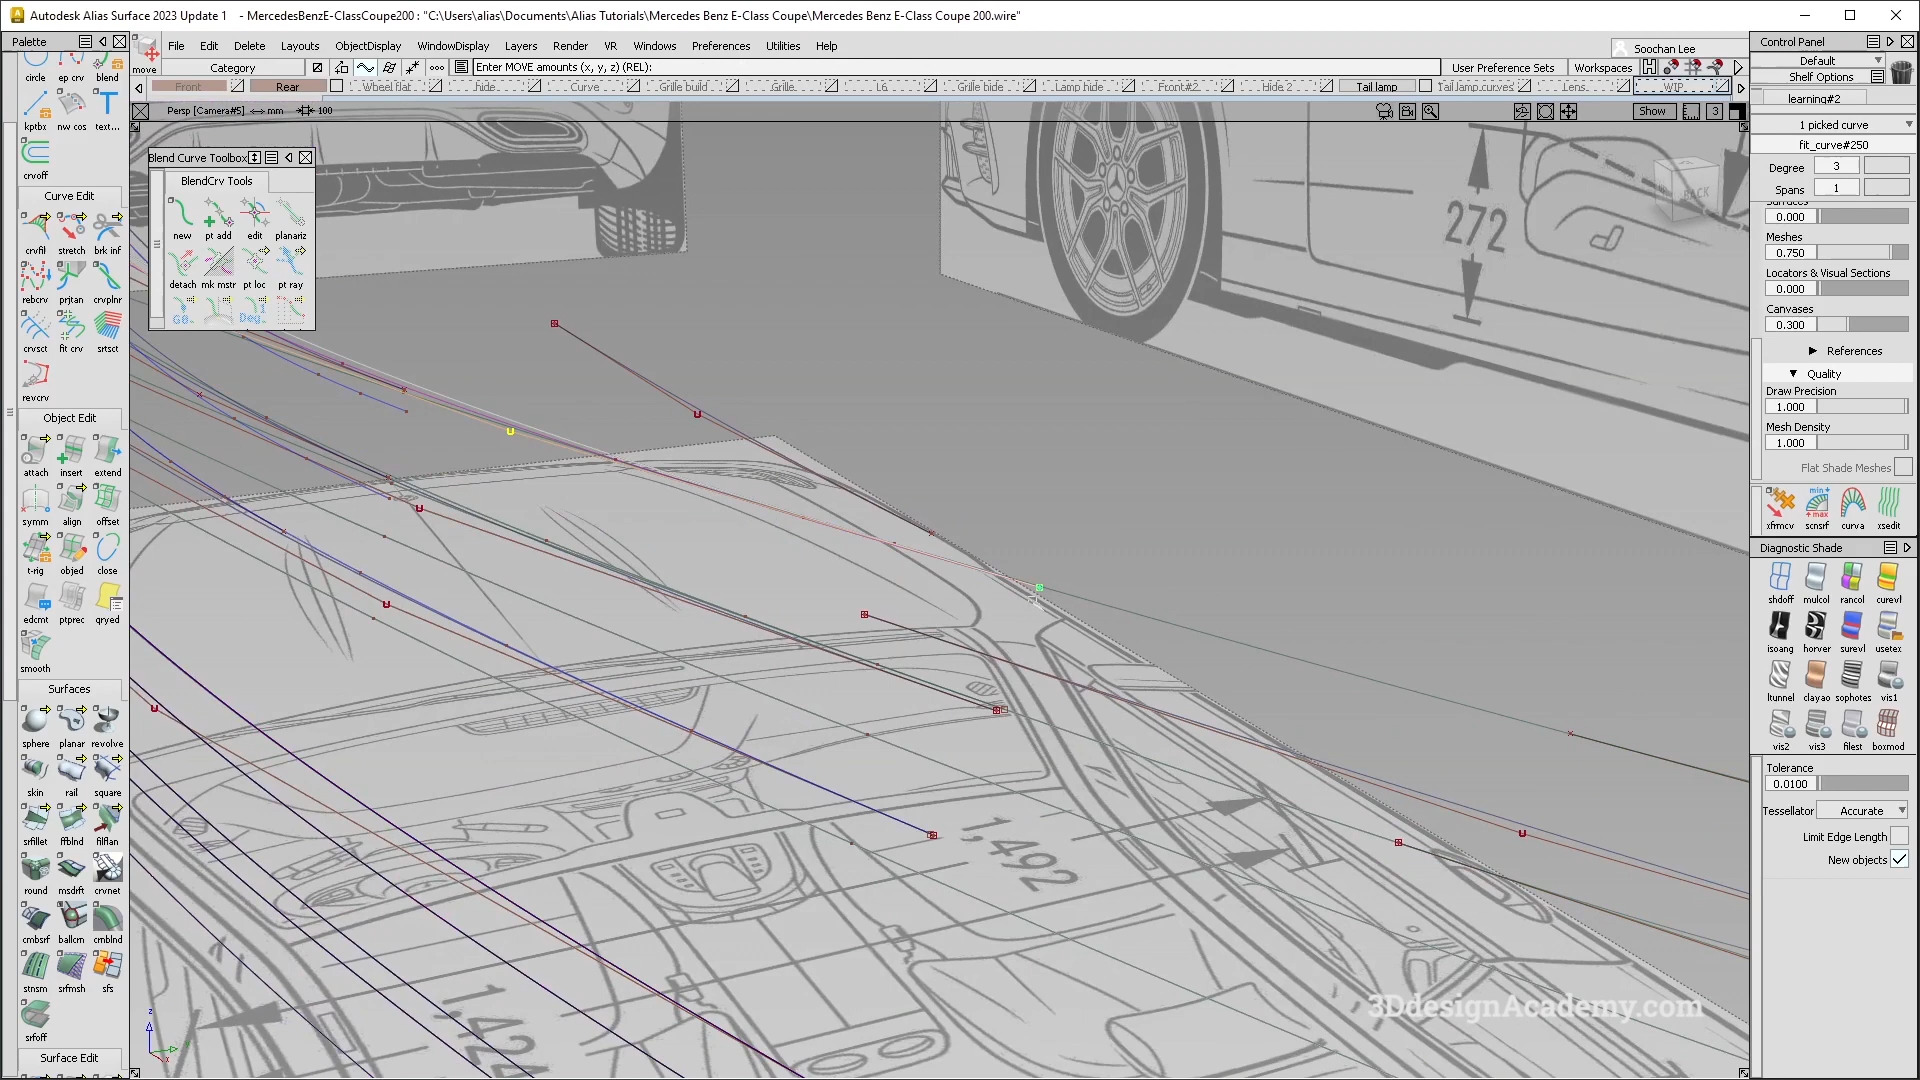 Autodesk Alias Surface 2023 Update 1 - MercedesBenzE-ClassCoupe200 : "C:\Users\alias\Documents\Alias Tutorials\Mercedes Benz E-Class Coupe\Mercedes Benz E-Class Coupe 200.wire"
Palette
File Edit Delete Layouts ObjectDisplay WindowDisplay Layers Render VR Windows Preferences Utilities Help
Soochan Lee
move
Category
Enter MOVE amounts (x, y, z) (REL):
User Preference Sets
Workspaces
Front Rear Wheel flat hide Curve Grille build Grille L6 Grille hide Lamp hide Front#2 Hide 2 Tail lamp Tail lamp curves Lens WIP
Persp [Camera#5] <-> mm 100
Show
3
circle ep crv blend
kptbx nw cos text...
crvoff
Curve Edit
crvfil stretch brk inf
rebcrv prjtan crvplnr
crvsct fit crv srtsct
revcrv
Object Edit
attach insert extend
symm align offset
t-rig objed close
edcmt ptprec qryed
smooth
Surfaces
sphere planar revolve
skin rail square
srfillet ffblnd filflan
round msdrft crvnet
cmbsrf ballcrn crnblnd
stnsrn srfmsh sfs
srfoff
Surface Edit
Blend Curve Toolbox
BlendCrv Tools
new pt add edit planariz
detach mk mstr pt loc pt ray
272
BACK
1,492
1,424
z
x
3DdesignAcademy.com
Control Panel
Default
Shelf Options
learning#2
1 picked curve
fit_curve#250
Degree 3
Spans 1
Surfaces
0.000
Meshes
0.750
Locators & Visual Sections
0.000
Canvases
0.300
References
Quality
Draw Precision
1.000
Mesh Density
1.000
Flat Shade Meshes
xfrmcv scnsrf curva xsedit
Diagnostic Shade
shdoff mulcol rancol curevl
isoang horver surevl usetex
ltunnel clayao sophotes vis1
vis2 vis3 filest boxmod
Tolerance
0.0100
Tessellator Accurate
Limit Edge Length
New objects